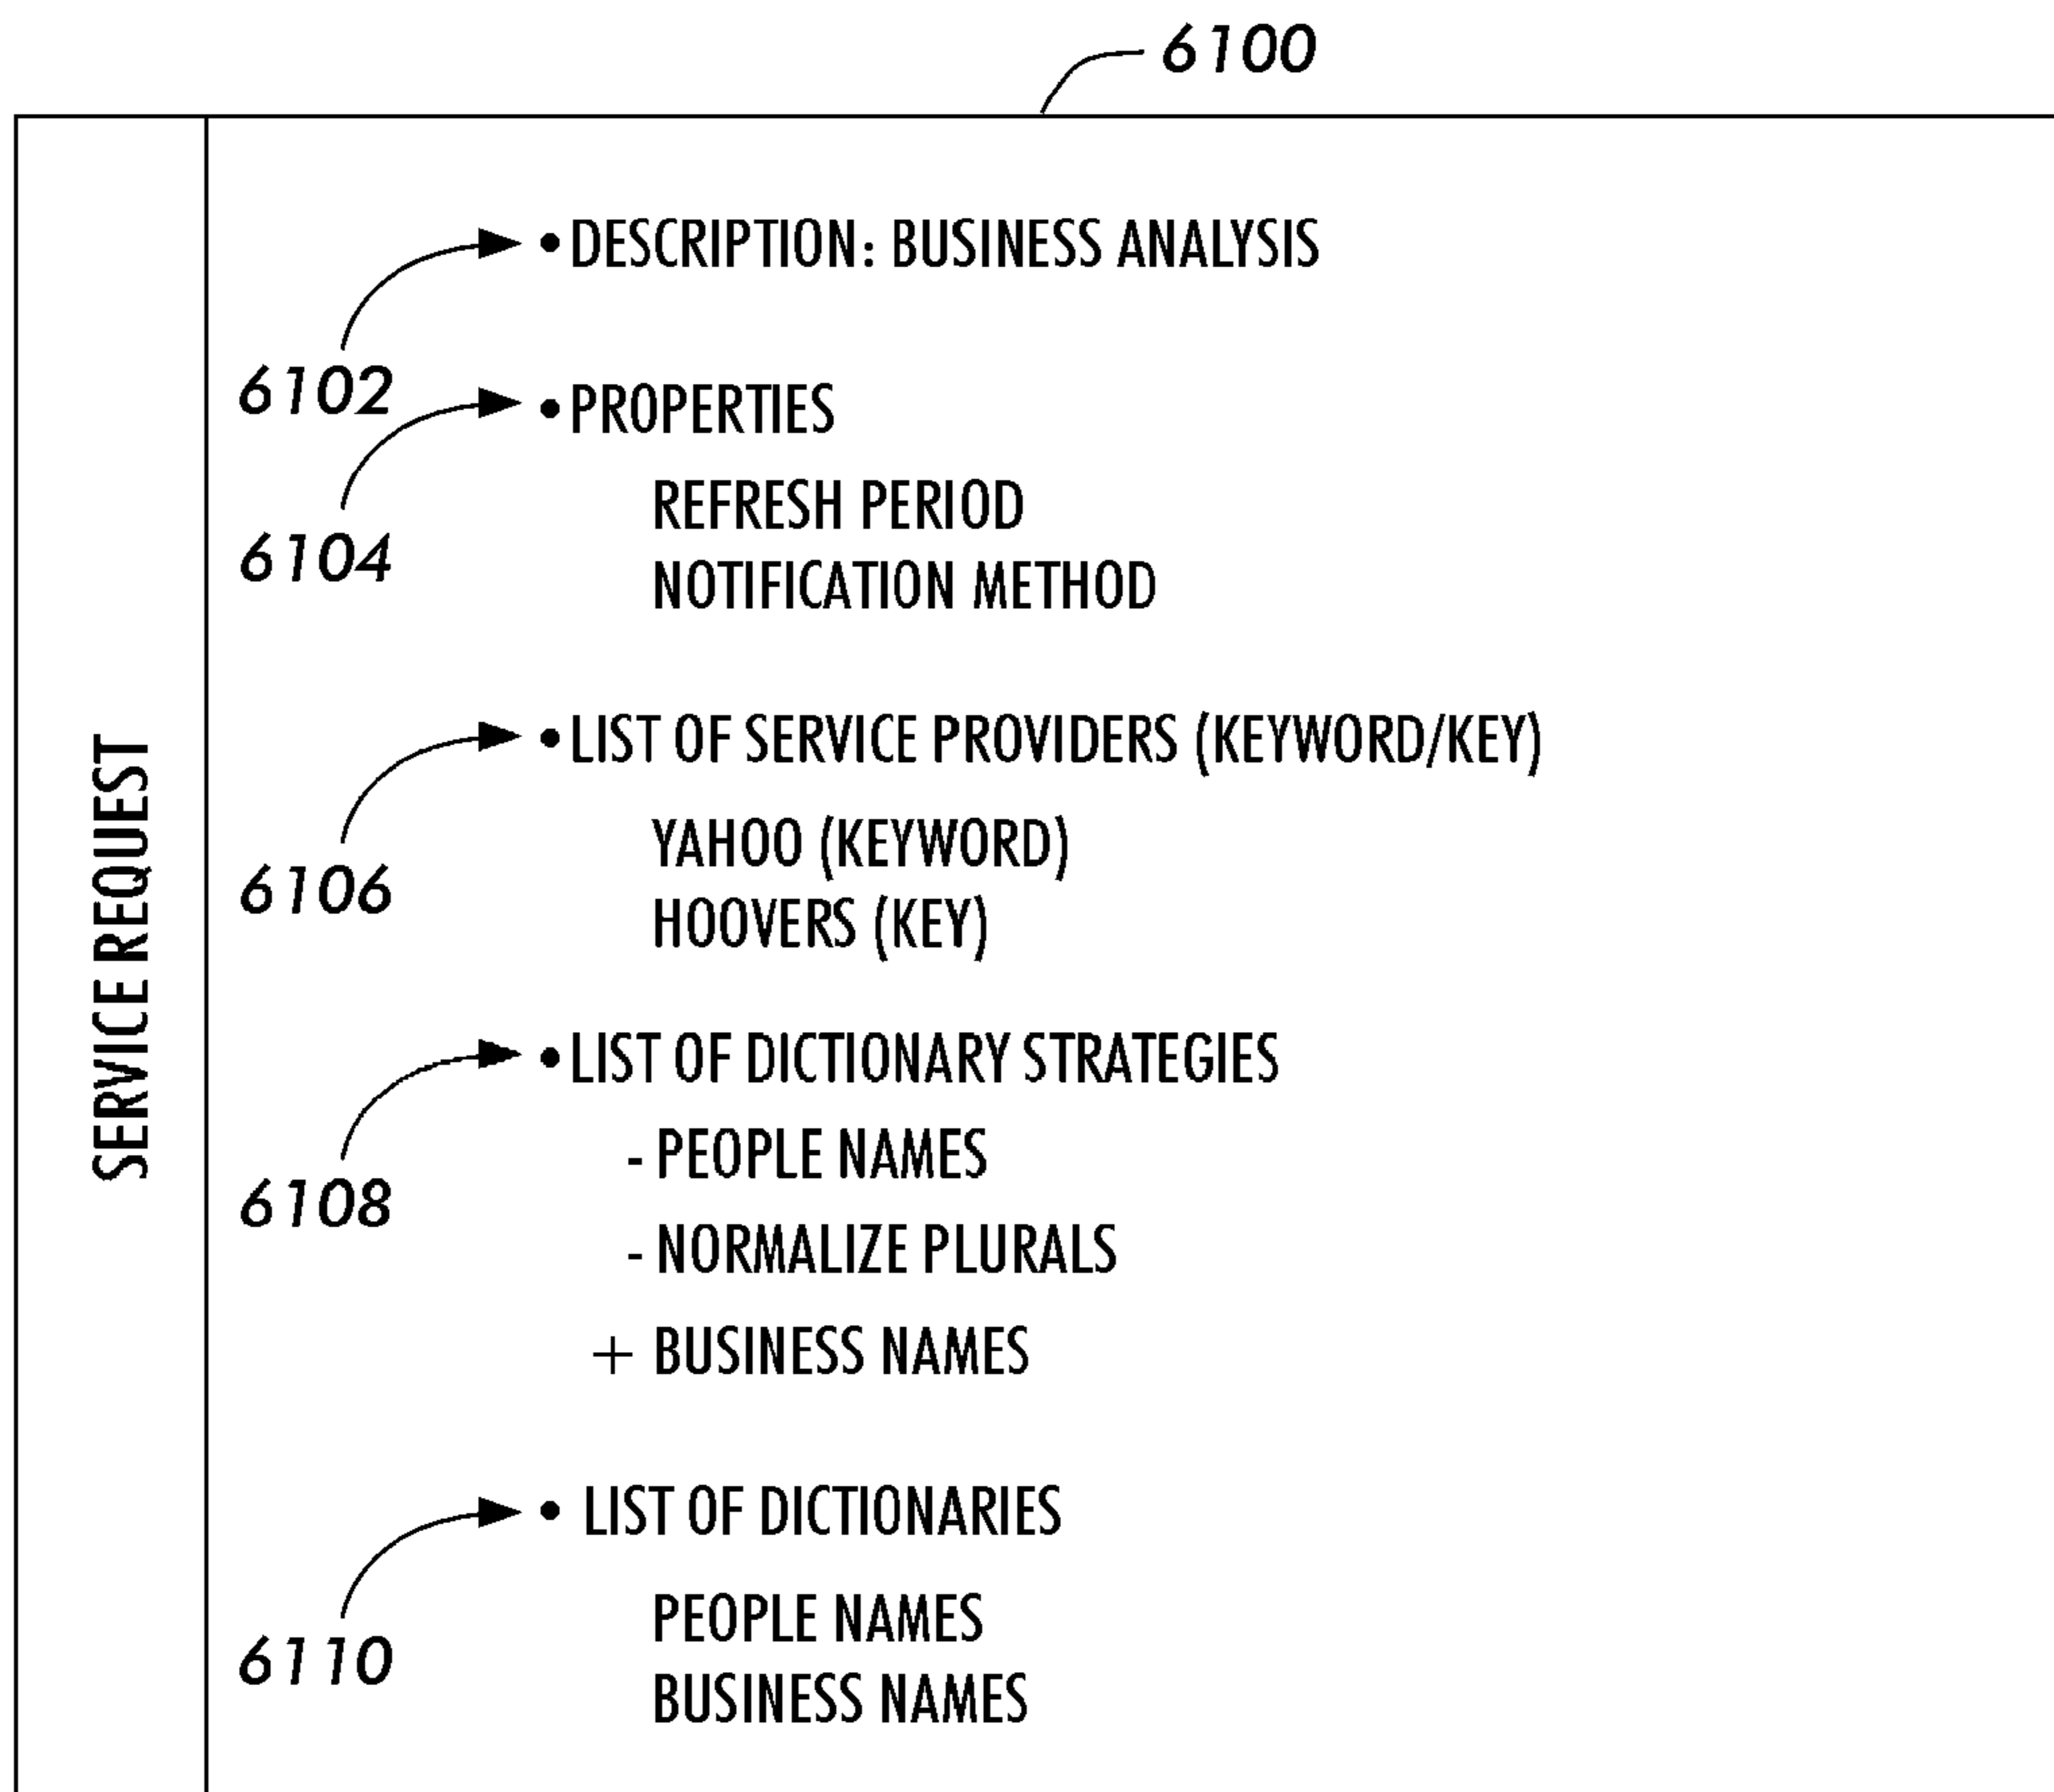 6100
SERVICE REQUEST
• DESCRIPTION: BUSINESS ANALYSIS
6102
• PROPERTIES
REFRESH PERIOD
6104
NOTIFICATION METHOD
• LIST OF SERVICE PROVIDERS (KEYWORD/KEY)
YAHOO (KEYWORD)
6106
HOOVERS (KEY)
• LIST OF DICTIONARY STRATEGIES
- PEOPLE NAMES
6108
- NORMALIZE PLURALS
+ BUSINESS NAMES
• LIST OF DICTIONARIES
PEOPLE NAMES
6110
BUSINESS NAMES